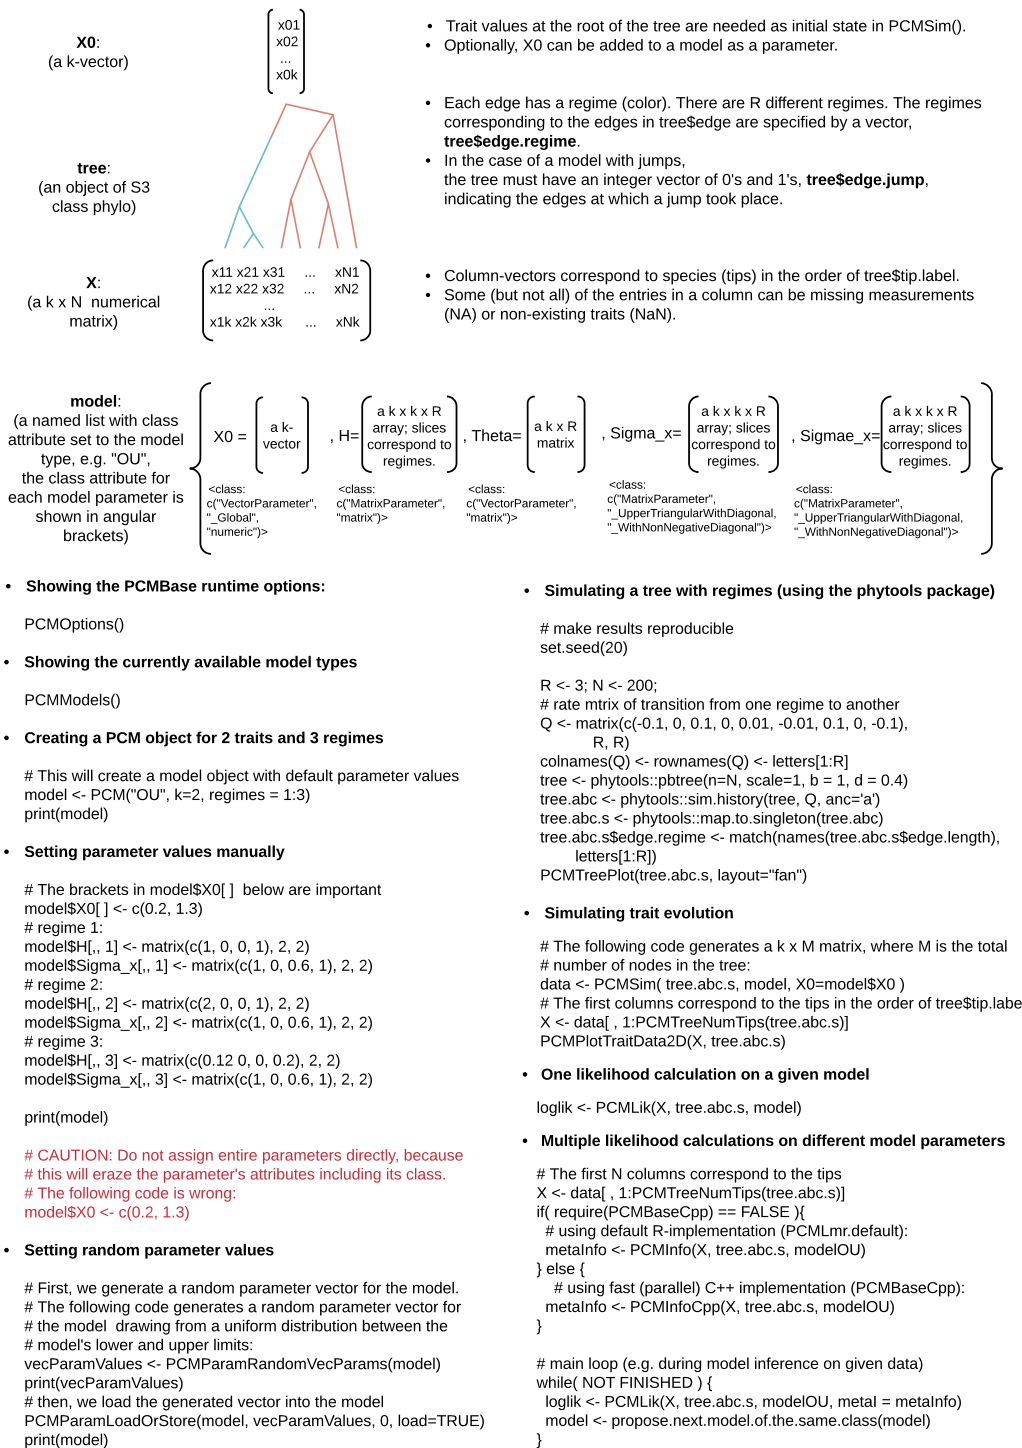 X0:
(a k-vector)
x01
x02
...
x0k
• Trait values at the root of the tree are needed as initial state in PCMSim().
• Optionally, X0 can be added to a model as a parameter.
tree:
(an object of S3
class phylo)
• Each edge has a regime (color). There are R different regimes. The regimes
corresponding to the edges in tree$edge are specified by a vector,
tree$edge.regime.
• In the case of a model with jumps,
the tree must have an integer vector of 0's and 1's, tree$edge.jump,
indicating the edges at which a jump took place.
X:
(a k x N  numerical
matrix)
x11 x21 x31 ... xN1
x12 x22 x32 ... xN2
...
x1k x2k x3k ... xNk
• Column-vectors correspond to species (tips) in the order of tree$tip.label.
• Some (but not all) of the entries in a column can be missing measurements
(NA) or non-existing traits (NaN).
model:
(a named list with class
attribute set to the model
type, e.g. "OU",
the class attribute for
each model parameter is
shown in angular
brackets)
X0 =
a k-
vector
<class:
c("VectorParameter",
"_Global",
"numeric")>
, H=
a k x k x R
array; slices
correspond to
regimes.
<class:
c("MatrixParameter",
"matrix")>
, Theta=
a k x R
matrix
<class:
c("VectorParameter",
"matrix")>
, Sigma_x=
a k x k x R
array; slices
correspond to
regimes.
<class:
c("MatrixParameter",
"_UpperTriangularWithDiagonal,
"_WithNonNegativeDiagonal")>
, Sigmae_x=
a k x k x R
array; slices
correspond to
regimes.
<class:
c("MatrixParameter",
"_UpperTriangularWithDiagonal,
"_WithNonNegativeDiagonal")>
• Showing the PCMBase runtime options:
PCMOptions()
• Showing the currently available model types
PCMModels()
• Creating a PCM object for 2 traits and 3 regimes
# This will create a model object with default parameter values
model <- PCM("OU", k=2, regimes = 1:3)
print(model)
• Setting parameter values manually
# The brackets in model$X0[ ]  below are important
model$X0[ ] <- c(0.2, 1.3)
# regime 1:
model$H[,, 1] <- matrix(c(1, 0, 0, 1), 2, 2)
model$Sigma_x[,, 1] <- matrix(c(1, 0, 0.6, 1), 2, 2)
# regime 2:
model$H[,, 2] <- matrix(c(2, 0, 0, 1), 2, 2)
model$Sigma_x[,, 2] <- matrix(c(1, 0, 0.6, 1), 2, 2)
# regime 3:
model$H[,, 3] <- matrix(c(0.12 0, 0, 0.2), 2, 2)
model$Sigma_x[,, 3] <- matrix(c(1, 0, 0.6, 1), 2, 2)
print(model)
# CAUTION: Do not assign entire parameters directly, because
# this will eraze the parameter's attributes including its class.
# The following code is wrong:
model$X0 <- c(0.2, 1.3)
• Setting random parameter values
# First, we generate a random parameter vector for the model.
# The following code generates a random parameter vector for
# the model  drawing from a uniform distribution between the
# model's lower and upper limits:
vecParamValues <- PCMParamRandomVecParams(model)
print(vecParamValues)
# then, we load the generated vector into the model
PCMParamLoadOrStore(model, vecParamValues, 0, load=TRUE)
print(model)
• Simulating a tree with regimes (using the phytools package)
# make results reproducible
set.seed(20)
R <- 3; N <- 200;
# rate mtrix of transition from one regime to another
Q <- matrix(c(-0.1, 0, 0.1, 0, 0.01, -0.01, 0.1, 0, -0.1),
R, R)
colnames(Q) <- rownames(Q) <- letters[1:R]
tree <- phytools::pbtree(n=N, scale=1, b = 1, d = 0.4)
tree.abc <- phytools::sim.history(tree, Q, anc='a')
tree.abc.s <- phytools::map.to.singleton(tree.abc)
tree.abc.s$edge.regime <- match(names(tree.abc.s$edge.length),
letters[1:R])
PCMTreePlot(tree.abc.s, layout="fan")
• Simulating trait evolution
# The following code generates a k x M matrix, where M is the total
# number of nodes in the tree:
data <- PCMSim( tree.abc.s, model, X0=model$X0 )
# The first columns correspond to the tips in the order of tree$tip.labe
X <- data[ , 1:PCMTreeNumTips(tree.abc.s)]
PCMPlotTraitData2D(X, tree.abc.s)
• One likelihood calculation on a given model
loglik <- PCMLik(X, tree.abc.s, model)
• Multiple likelihood calculations on different model parameters
# The first N columns correspond to the tips
X <- data[ , 1:PCMTreeNumTips(tree.abc.s)]
if( require(PCMBaseCpp) == FALSE ){
# using default R-implementation (PCMLmr.default):
metaInfo <- PCMInfo(X, tree.abc.s, modelOU)
} else {
# using fast (parallel) C++ implementation (PCMBaseCpp):
metaInfo <- PCMInfoCpp(X, tree.abc.s, modelOU)
}
# main loop (e.g. during model inference on given data)
while( NOT FINISHED ) {
loglik <- PCMLik(X, tree.abc.s, modelOU, metaI = metaInfo)
model <- propose.next.model.of.the.same.class(model)
}